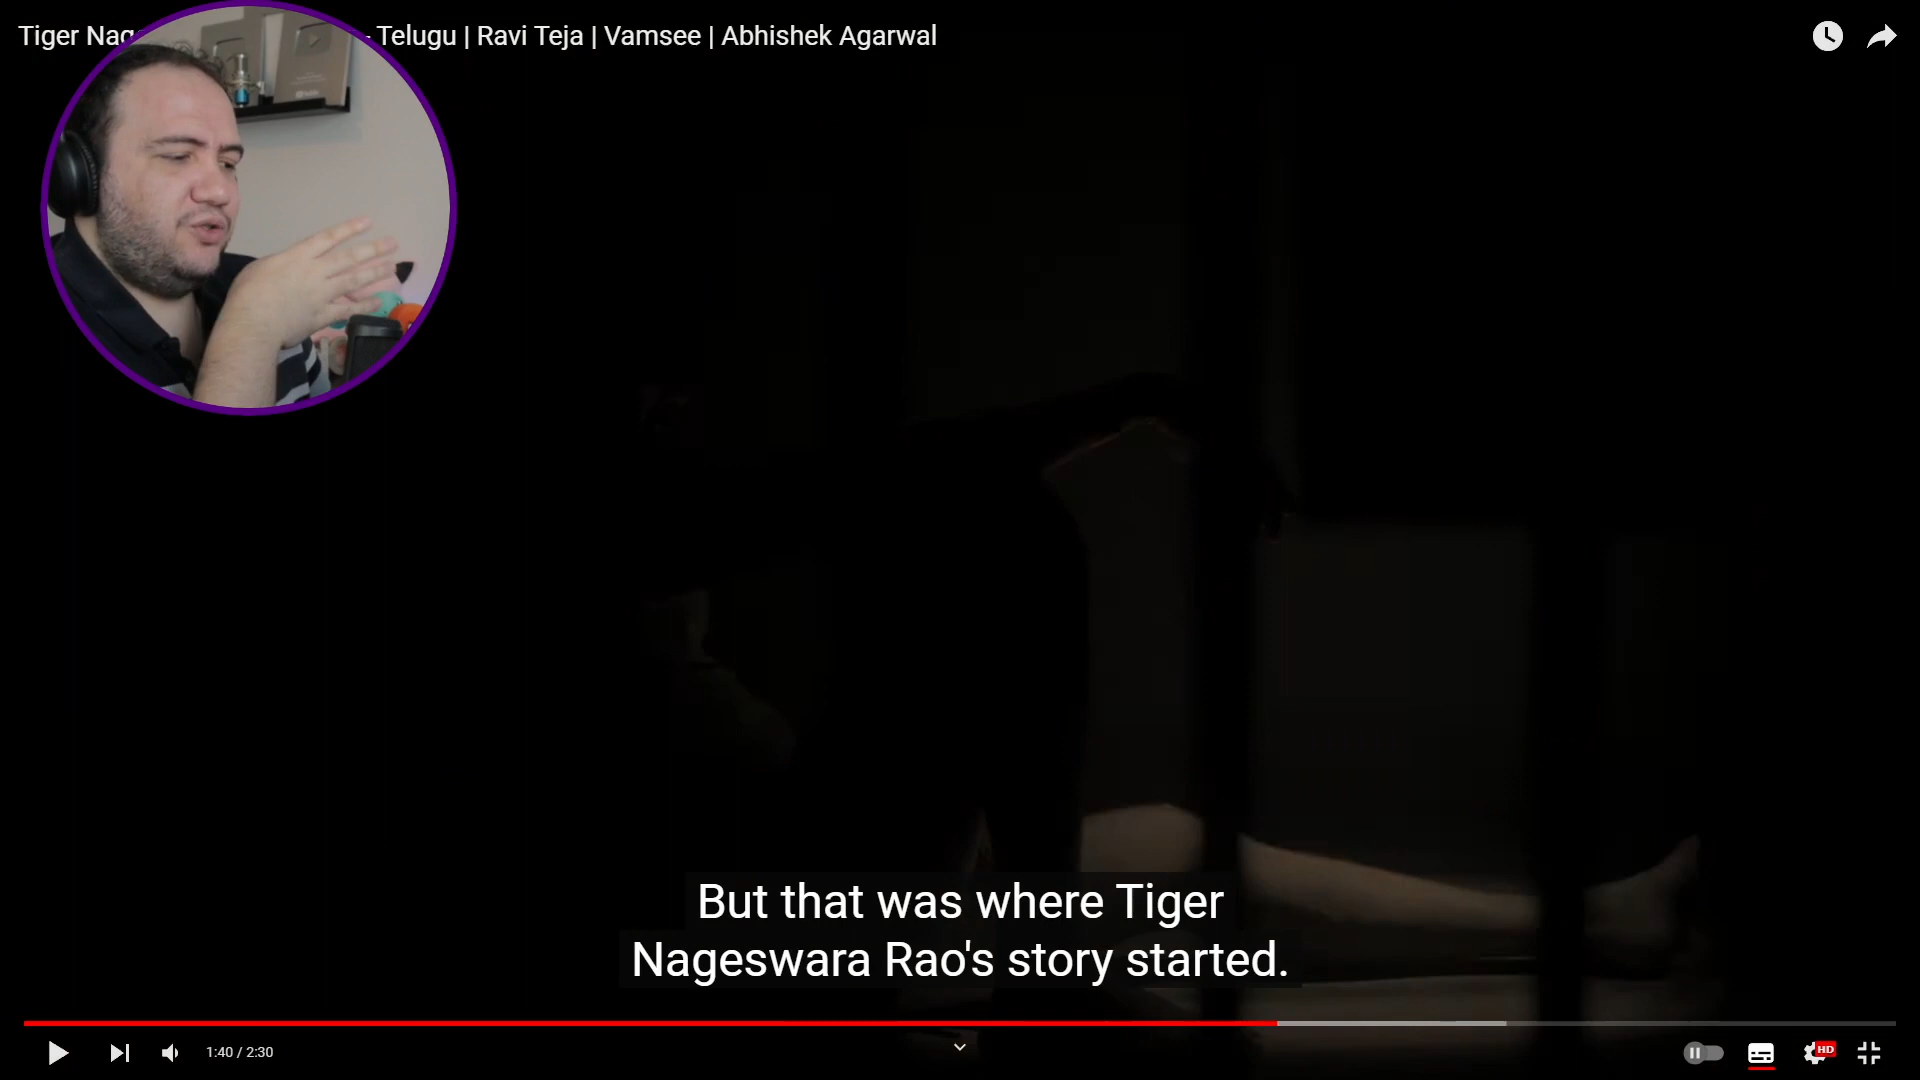 Tiger Nag - Telugu | Ravi Teja | Vamsee | Abhishek Agarwal
But that was where Tiger
Nageswara Rao's story started.
1:40 / 2:30
HD